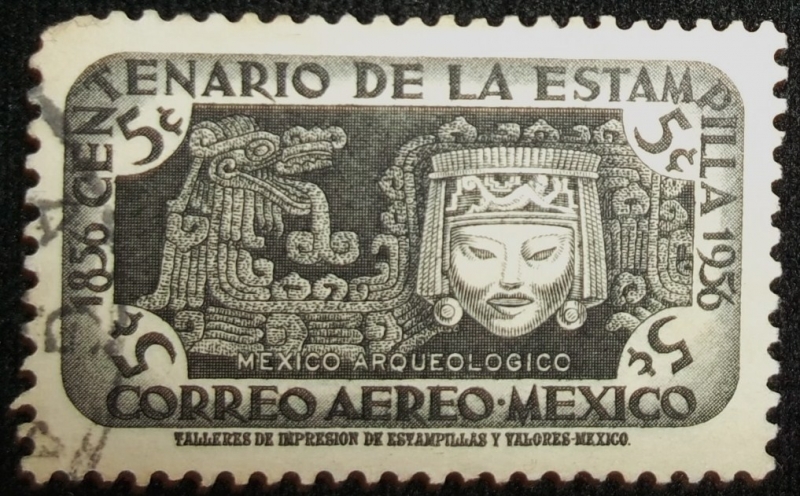 1856 CENTENARIO DE LA ESTAMPILLA 1956
5¢ 5¢
MEXICO ARQUEOLOGICO
5¢ 5¢
CORREO AEREO·MEXICO
TALLERES DE IMPRESION DE ESTAMPILLAS Y VALORES-MEXICO.